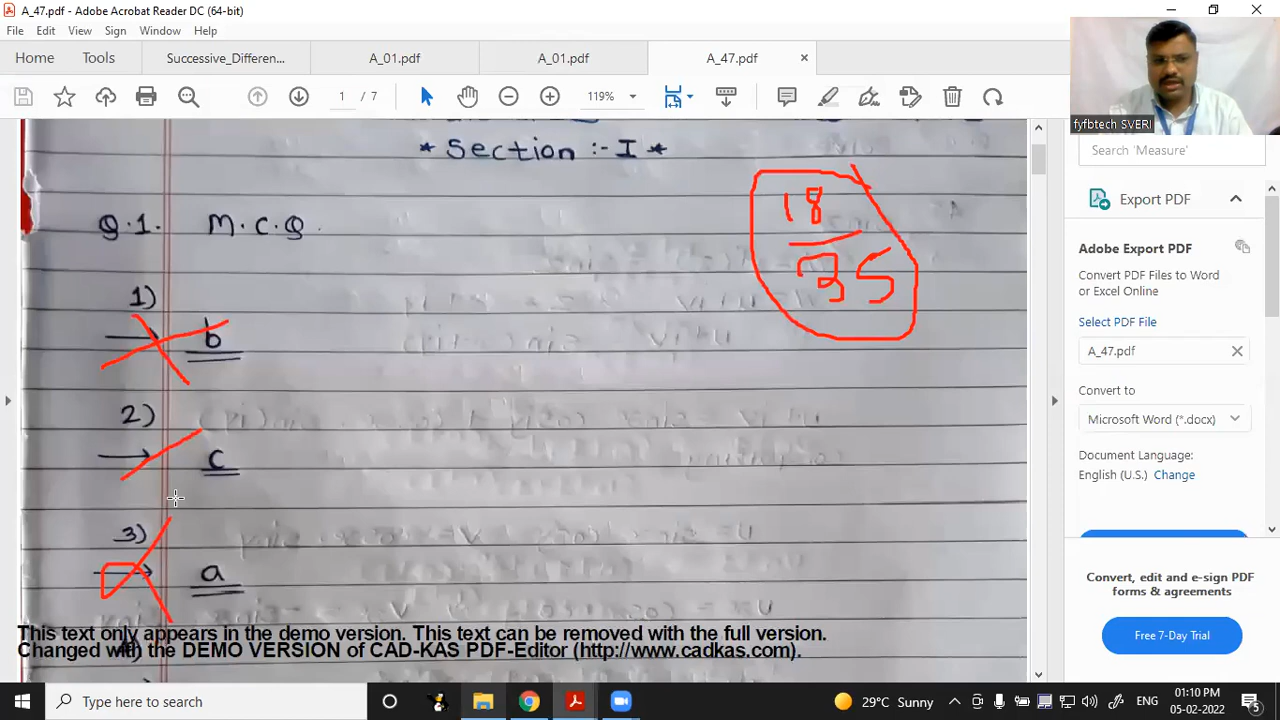 A_47.pdf - Adobe Acrobat Reader DC (64-bit)
File Edit View Sign Window Help
Home Tools Successive_Differen... A_01.pdf A_01.pdf A_47.pdf
1 / 7 119%
fyfbtech SVERI
* Section :- I *
Q.1. M.C.Q.
18
25
1)
→ b
2)
→ c
3)
→ a
4)
This text only appears in the demo version. This text can be removed with the full version.
Changed with the DEMO VERSION of CAD-KAS PDF-Editor (http://www.cadkas.com).
Search 'Measure'
Export PDF
Adobe Export PDF
Convert PDF Files to Word
or Excel Online
Select PDF File
A_47.pdf
Convert to
Microsoft Word (*.docx)
Document Language:
English (U.S.) Change
Convert, edit and e-sign PDF
forms & agreements
Free 7-Day Trial
Type here to search
29°C Sunny
ENG
01:10 PM
05-02-2022
5